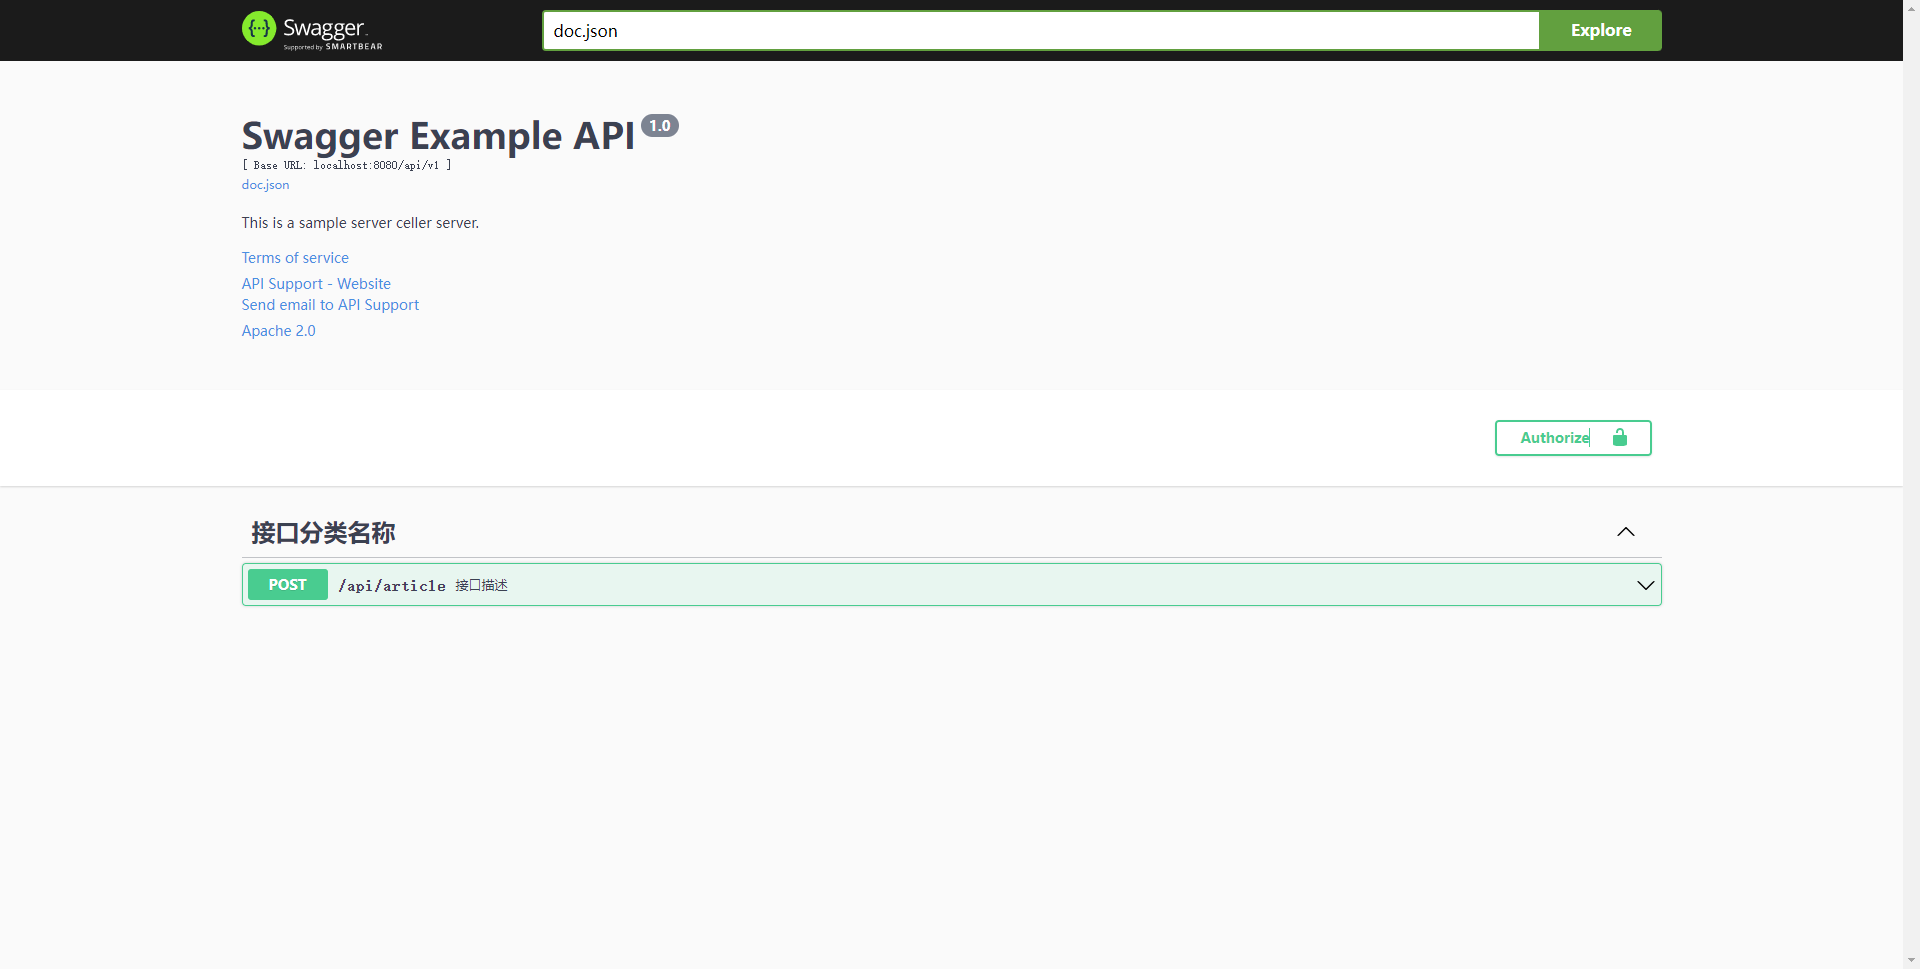 Swagger
Supported by SMARTBEAR
doc.json
Explore
Swagger Example API 1.0
[ Base URL: localhost:8080/api/v1 ]
doc.json
This is a sample server celler server.
Terms of service
API Support - Website
Send email to API Support
Apache 2.0
Authorize
接口分类名称
POST /api/article 接口描述